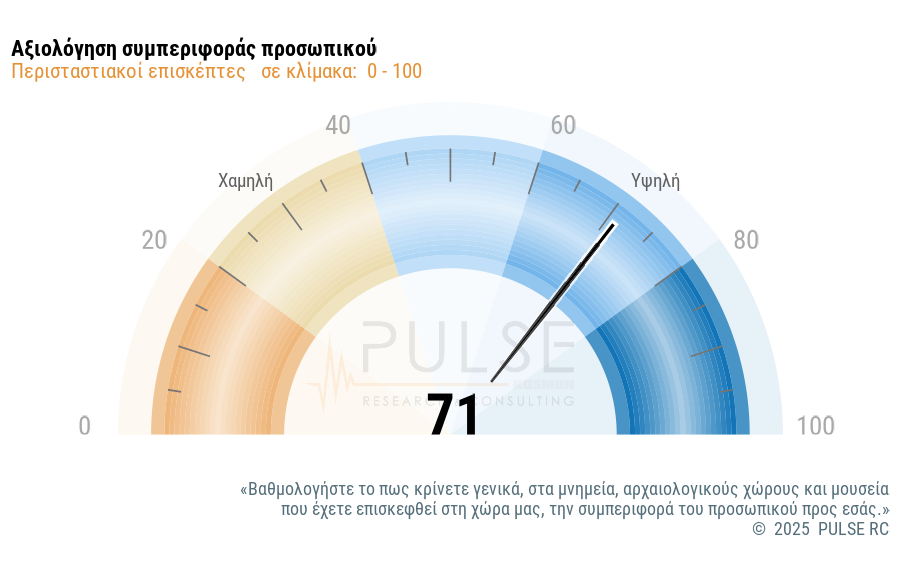 Αξιολόγηση συμπεριφοράς προσωπικού
Περισταστιακοί επισκέπτες σε κλίμακα: 0 - 100
40
60
Χαμηλή
Υψηλή
20
80
PULSE
RESEARCH & CONSULTING
71
0
100
«Βαθμολογήστε το πως κρίνετε γενικά, στα μνημεία, αρχαιολογικούς χώρους και μουσεία
που έχετε επισκεφθεί στη χώρα μας, την συμπεριφορά του προσωπικού προς εσάς.»
© 2025 PULSE RC